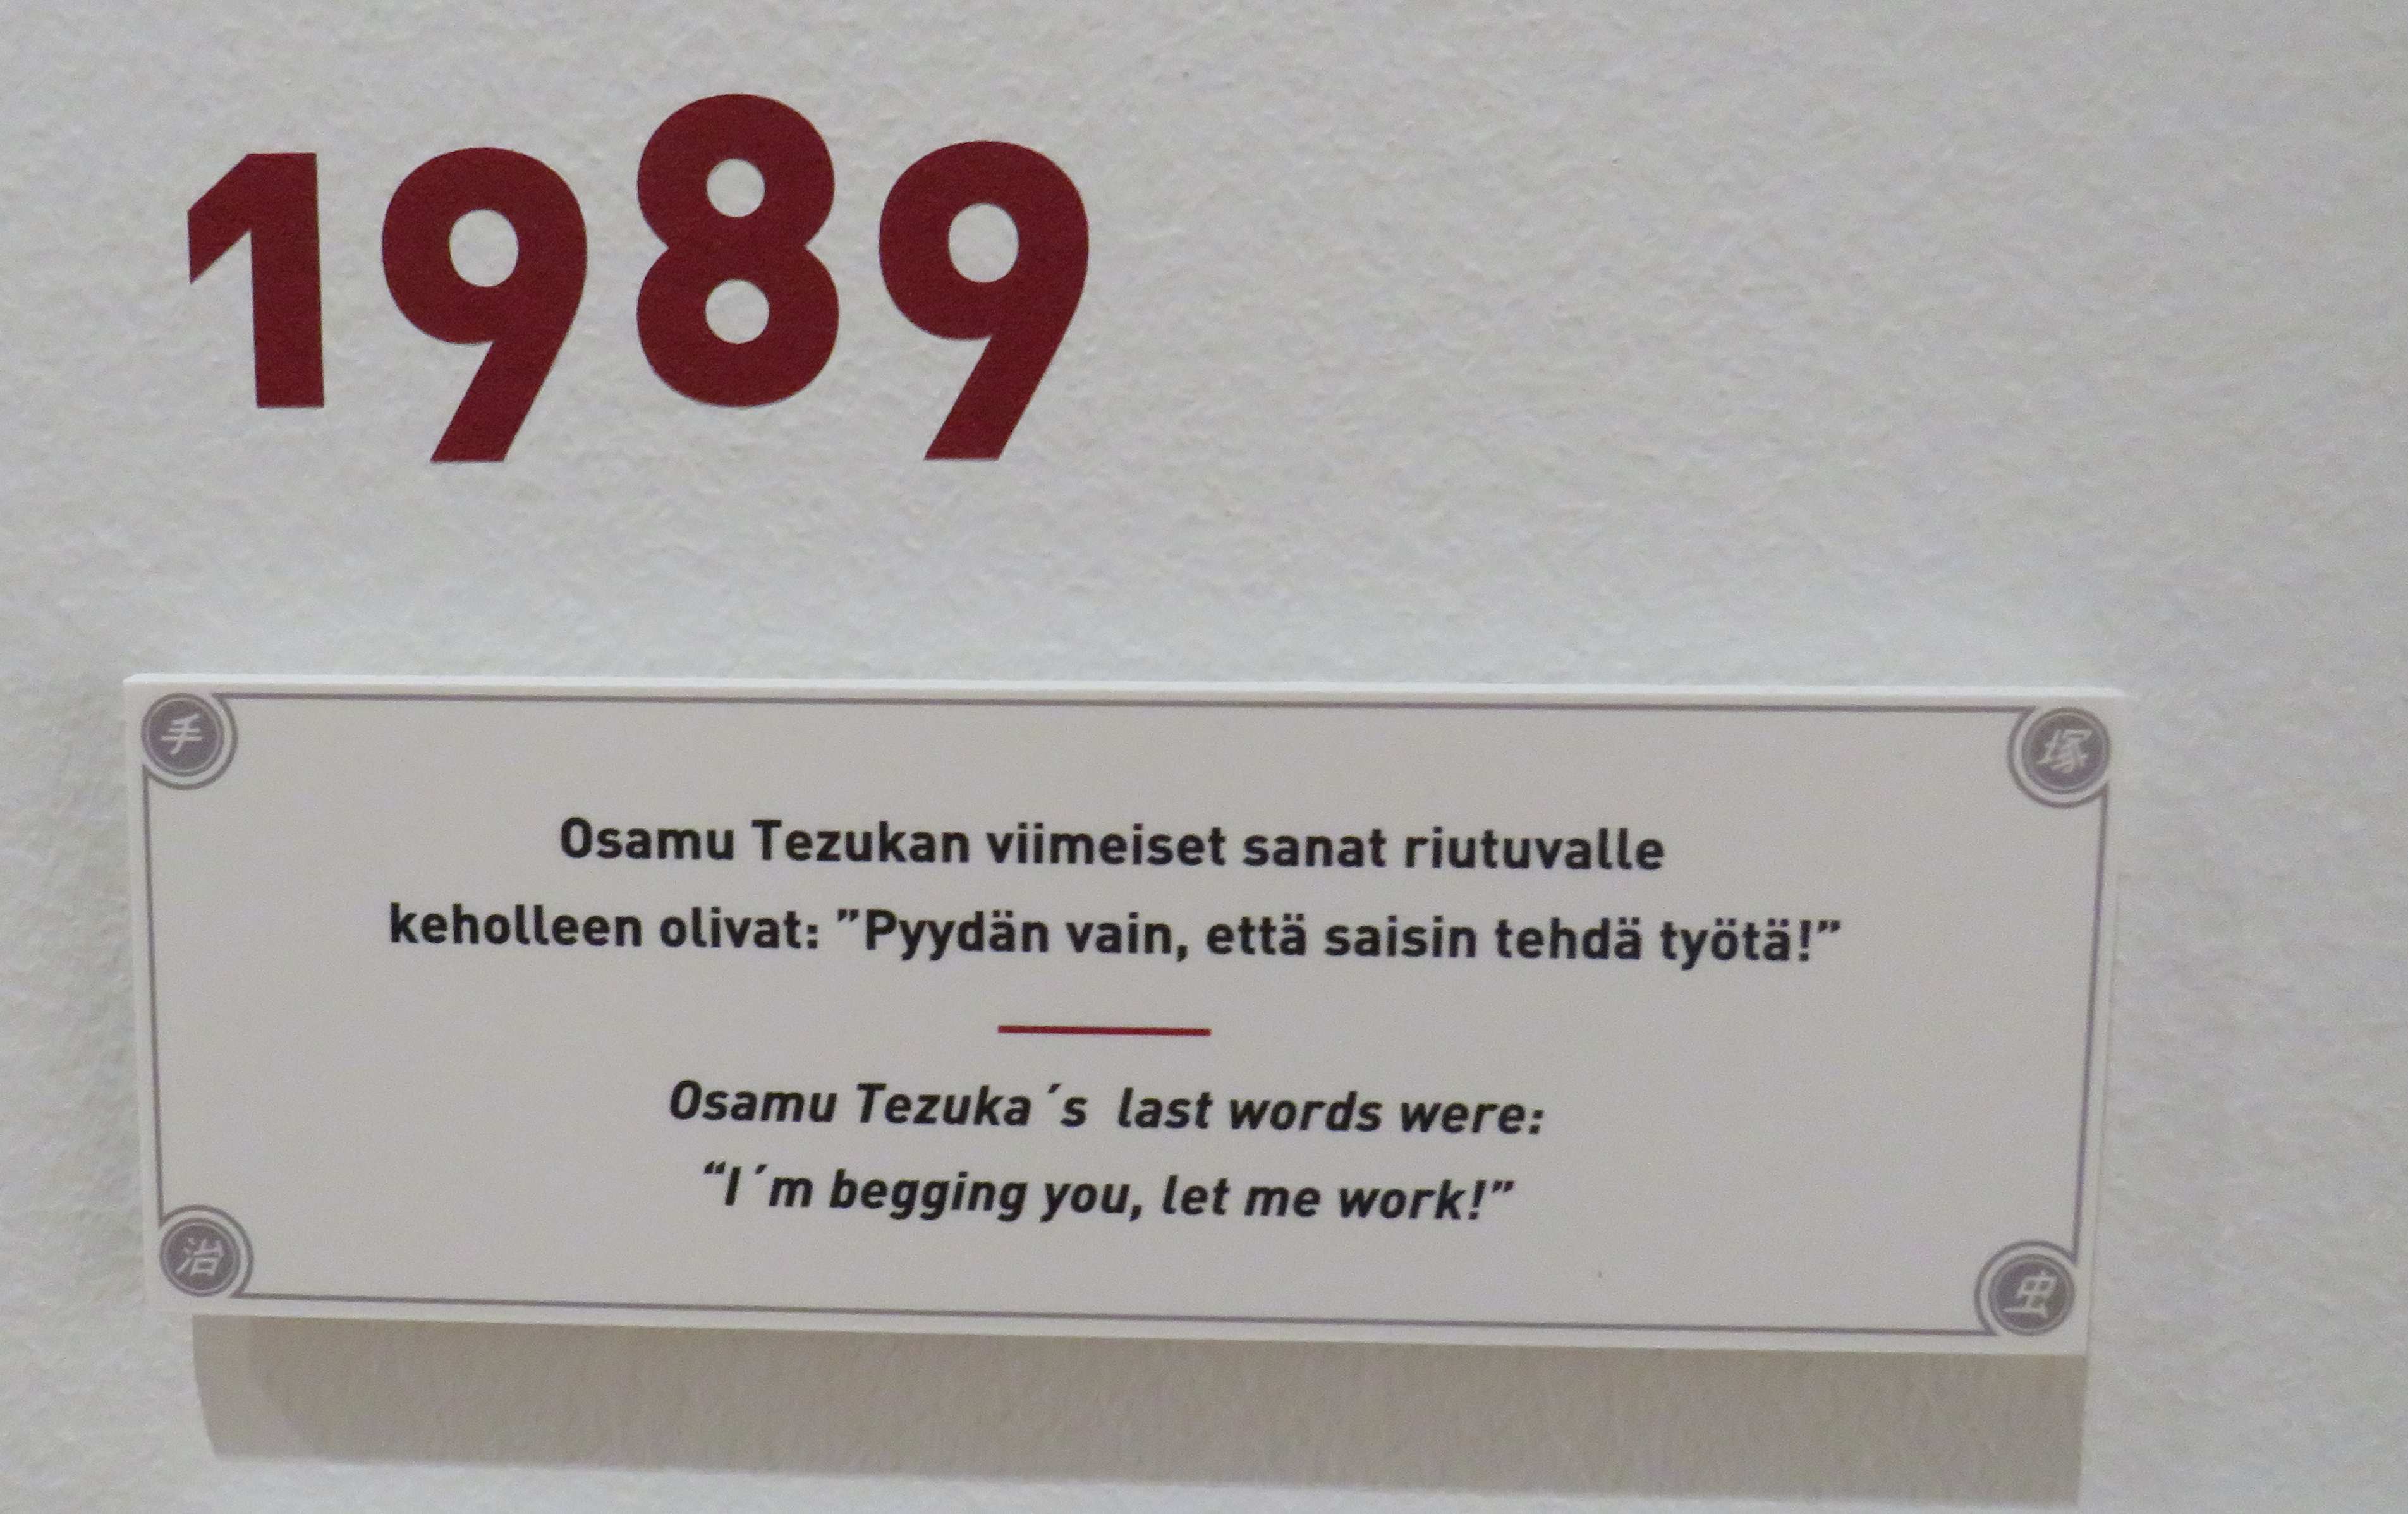 1989
手 塚
Osamu Tezukan viimeiset sanat riutuvalle
keholleen olivat: ”Pyydän vain, että saisin tehdä työtä!”
Osamu Tezuka´s  last words were:
“I´m begging you, let me work!”
治 虫